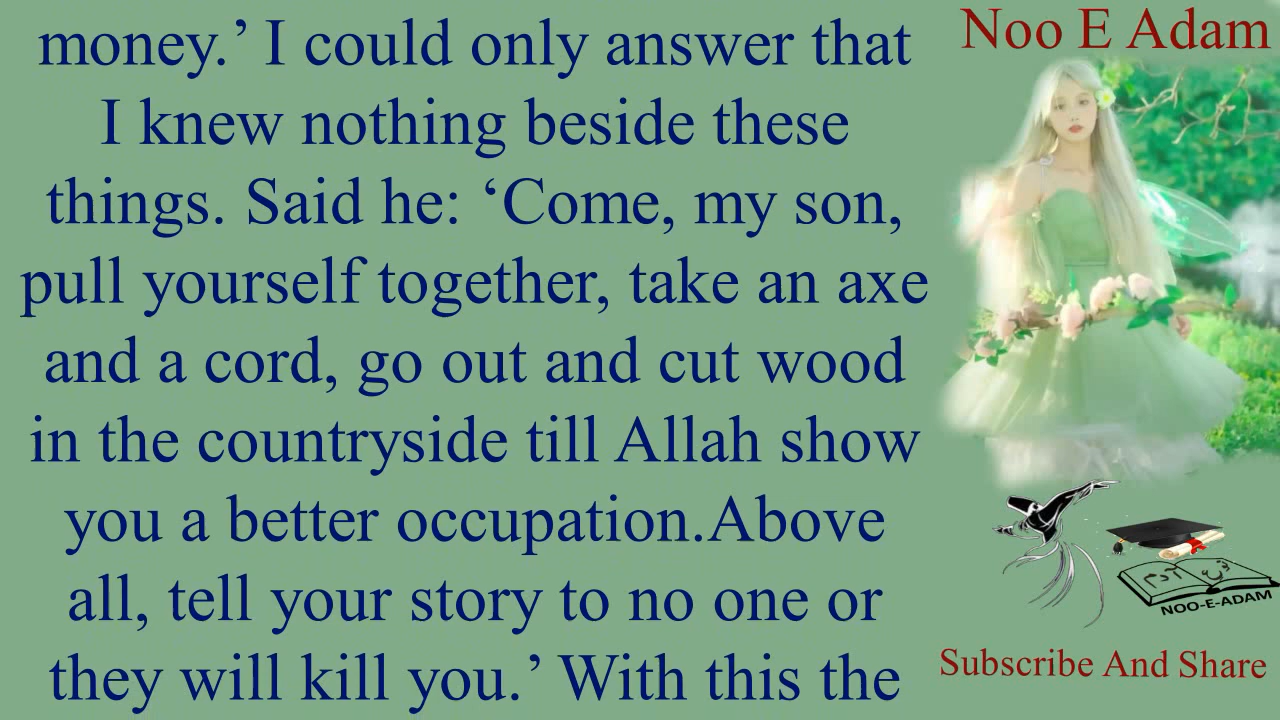 money.’ I could only answer that
I knew nothing beside these
things. Said he: ‘Come, my son,
pull yourself together, take an axe
and a cord, go out and cut wood
in the countryside till Allah show
you a better occupation.Above
all, tell your story to no one or
they will kill you.’ With this the
Noo E Adam
نوع آدم
NOO-E-ADAM
Subscribe And Share